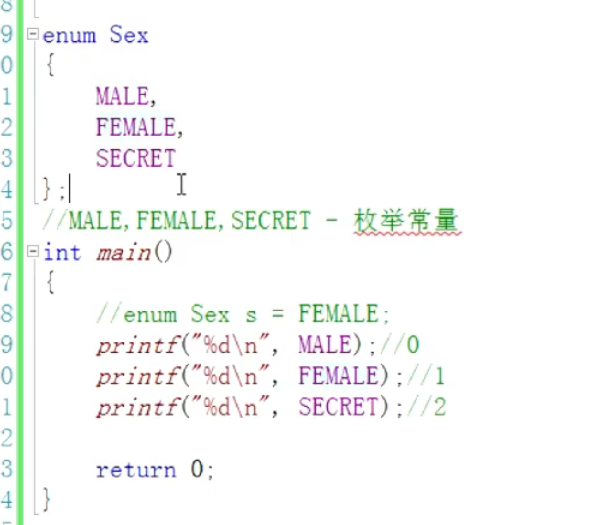 8
9 enum Sex
0 {
1 MALE,
2 FEMALE,
3 SECRET
4 };
5 //MALE,FEMALE,SECRET - 枚举常量
6 int main()
7 {
8 //enum Sex s = FEMALE;
9 printf("%d\n", MALE);//0
0 printf("%d\n", FEMALE);//1
1 printf("%d\n", SECRET);//2
2
3 return 0;
4 }